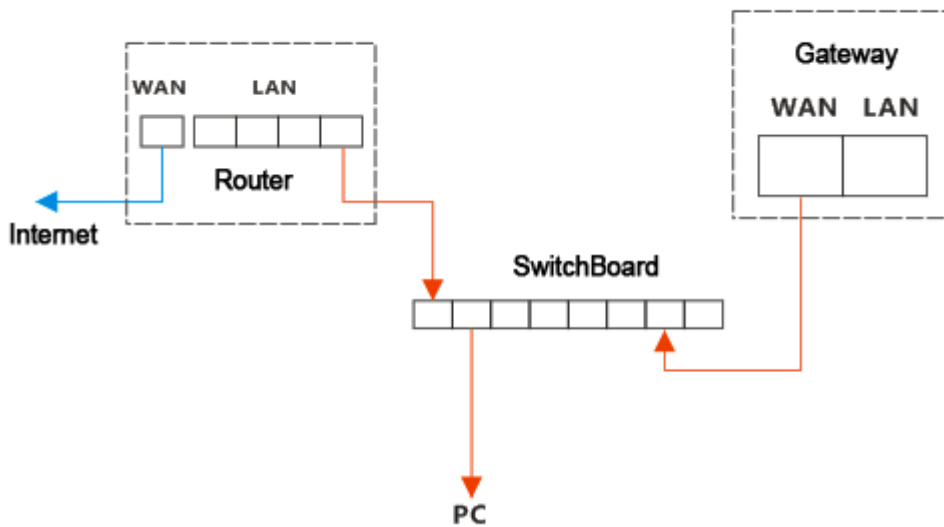 Gateway
WAN LAN
WAN LAN
Router
Internet
SwitchBoard
PC